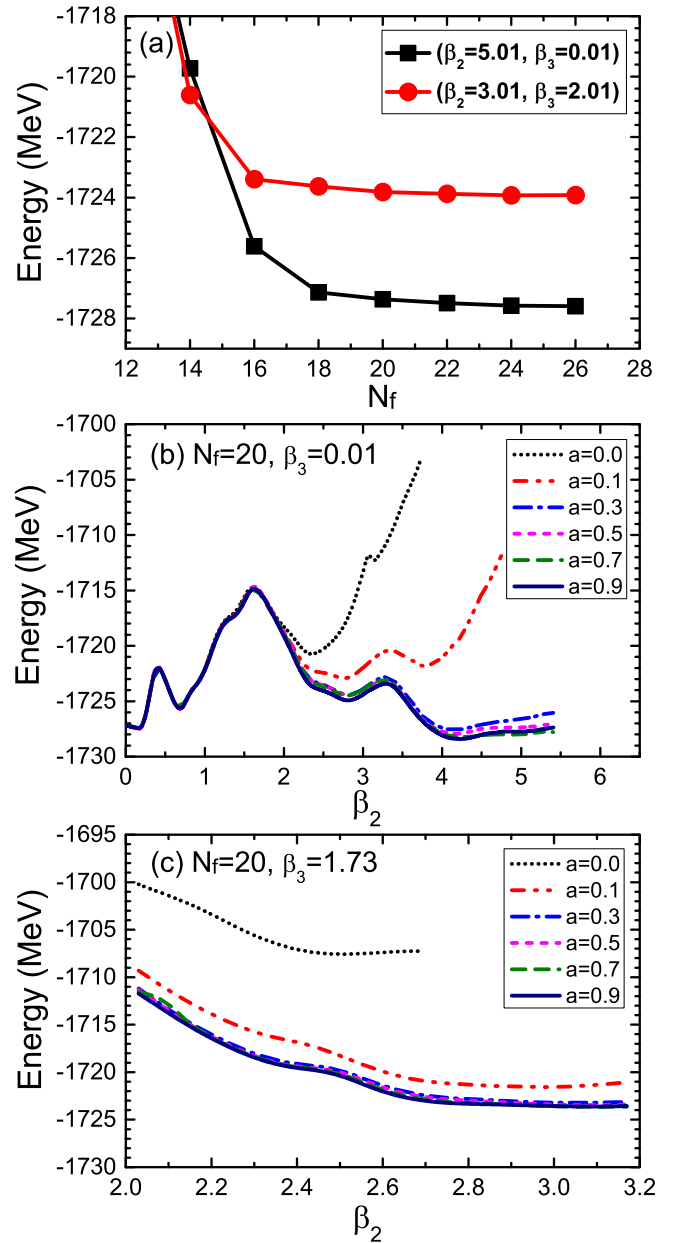 -1718
(a)
(β₂=5.01, β₃=0.01)
-1720
(β₂=3.01, β₃=2.01)
-1722
-1724
-1726
-1728
Energy (MeV)
12 14 16 18 20 22 24 26 28
N_f
-1700
(b) N_f=20, β₃=0.01
a=0.0
-1705
a=0.1
a=0.3
-1710
a=0.5
a=0.7
-1715
a=0.9
-1720
-1725
-1730
Energy (MeV)
0 1 2 3 4 5 6
β₂
-1695
(c) N_f=20, β₃=1.73
a=0.0
-1700
a=0.1
a=0.3
-1705
a=0.5
a=0.7
-1710
a=0.9
-1715
-1720
-1725
-1730
Energy (MeV)
2.0 2.2 2.4 2.6 2.8 3.0 3.2
β₂